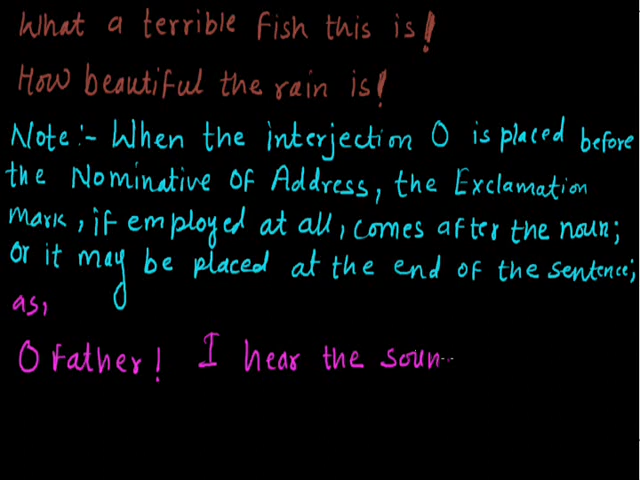 What a terrible fish this is!
How beautiful the rain is!
Note:- When the interjection O is placed before
the Nominative of Address, the Exclamation
Mark, if employed at all, comes after the noun;
or it may be placed at the end of the sentence;
as,
O Father! I hear the soun